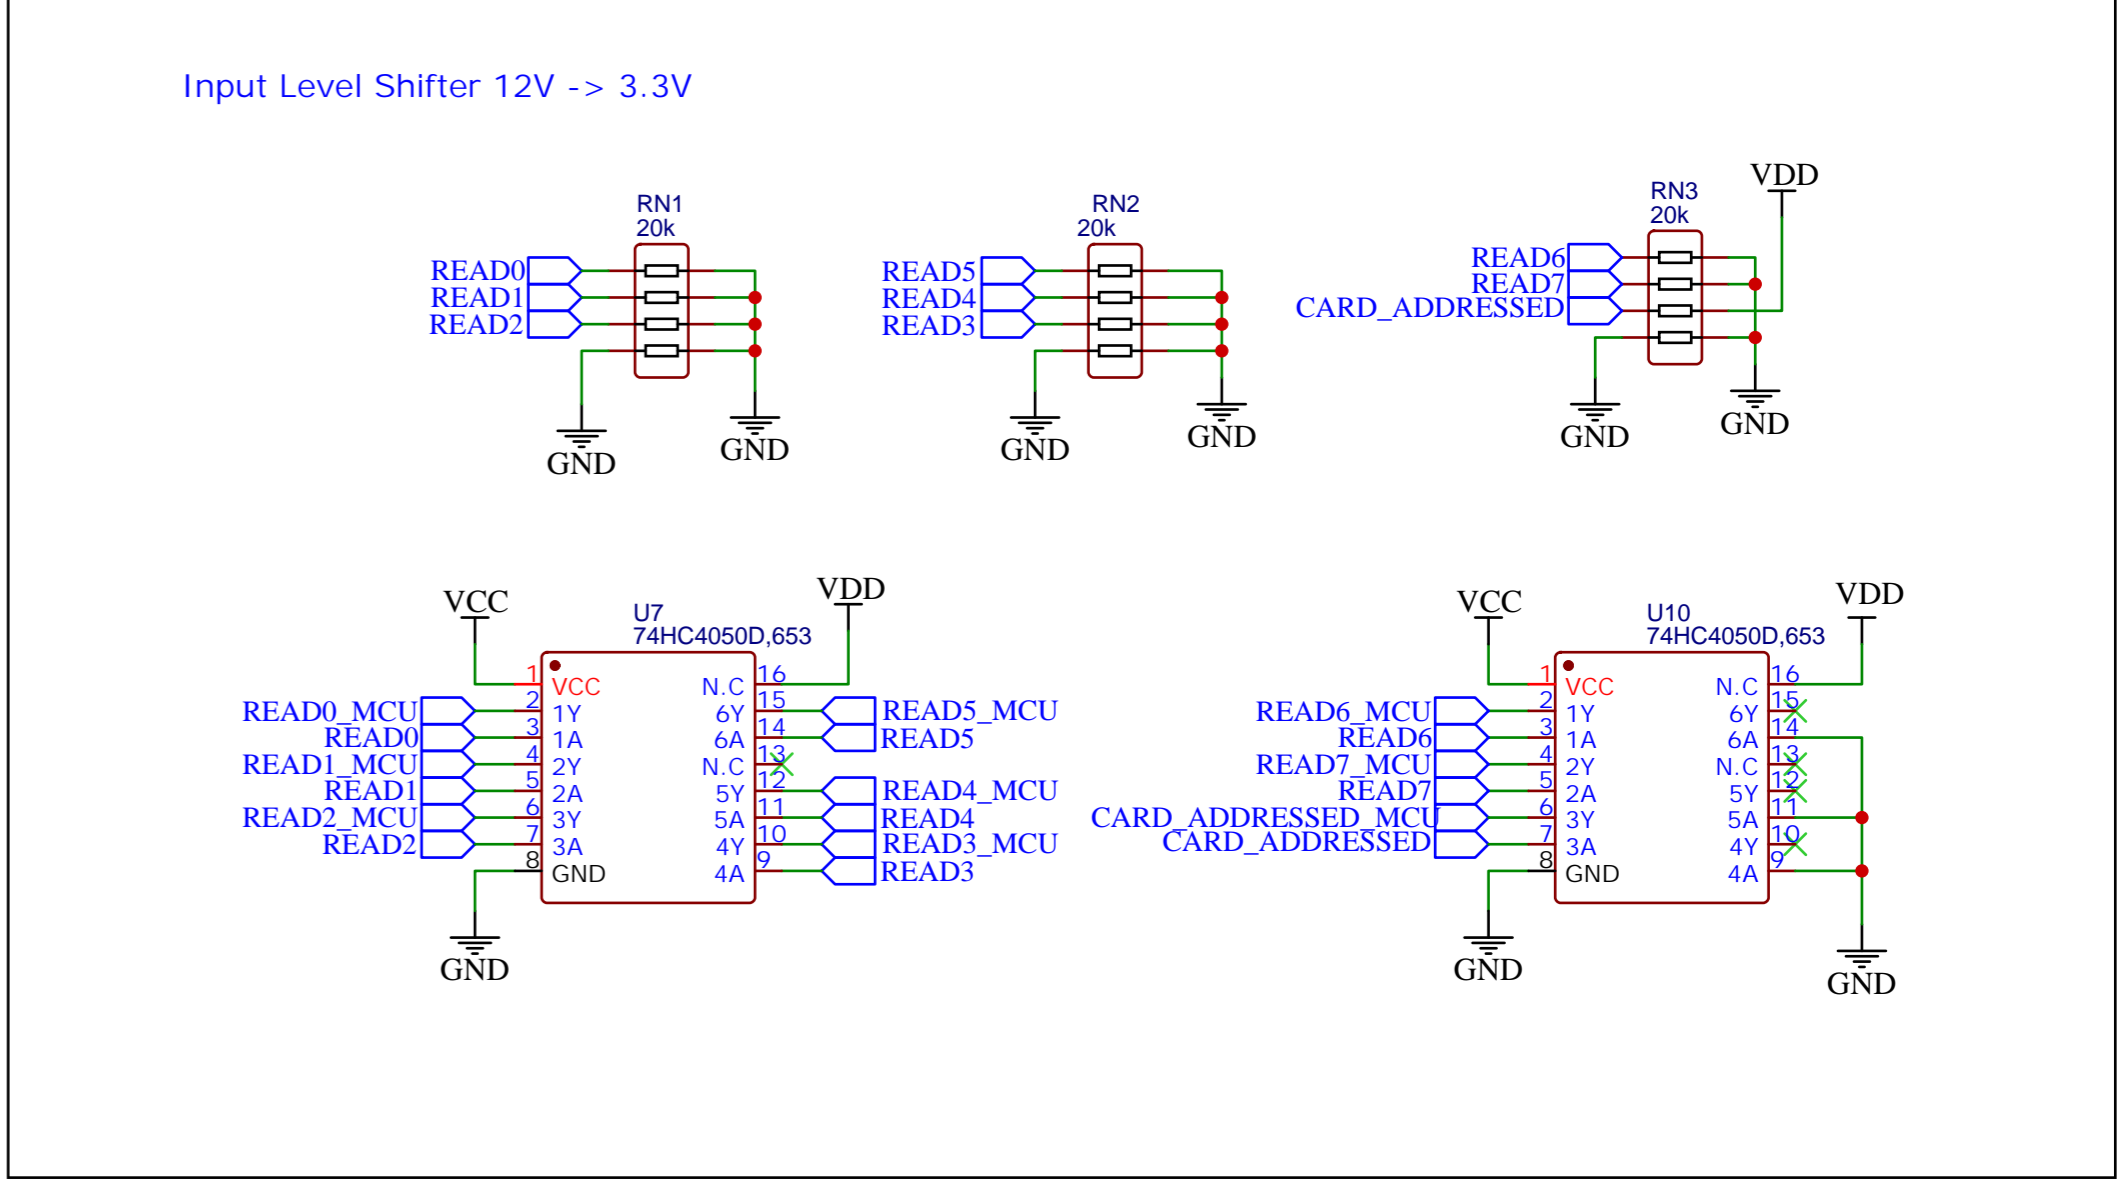 Input Level Shifter 12V -> 3.3V
RN1
20k
READ0
READ1
READ2
GND
GND
RN2
20k
READ5
READ4
READ3
GND
GND
VDD
RN3
20k
READ6
READ7
CARD_ADDRESSED
GND
GND
VCC
VDD
U7
74HC4050D,653
1 VCC N.C 16
READ0_MCU 2 1Y 6Y 15 READ5_MCU
READ0 3 1A 6A 14 READ5
READ1_MCU 4 2Y N.C 13
READ1 5 2A 5Y 12 READ4_MCU
READ2_MCU 6 3Y 5A 11 READ4
READ2 7 3A 4Y 10 READ3_MCU
8 GND 4A 9 READ3
GND
VCC
VDD
U10
74HC4050D,653
1 VCC N.C 16
READ6_MCU 2 1Y 6Y 15
READ6 3 1A 6A 14
READ7_MCU 4 2Y N.C 13
READ7 5 2A 5Y 12
CARD_ADDRESSED_MCU 6 3Y 5A 11
CARD_ADDRESSED 7 3A 4Y 10
8 GND 4A 9
GND
GND